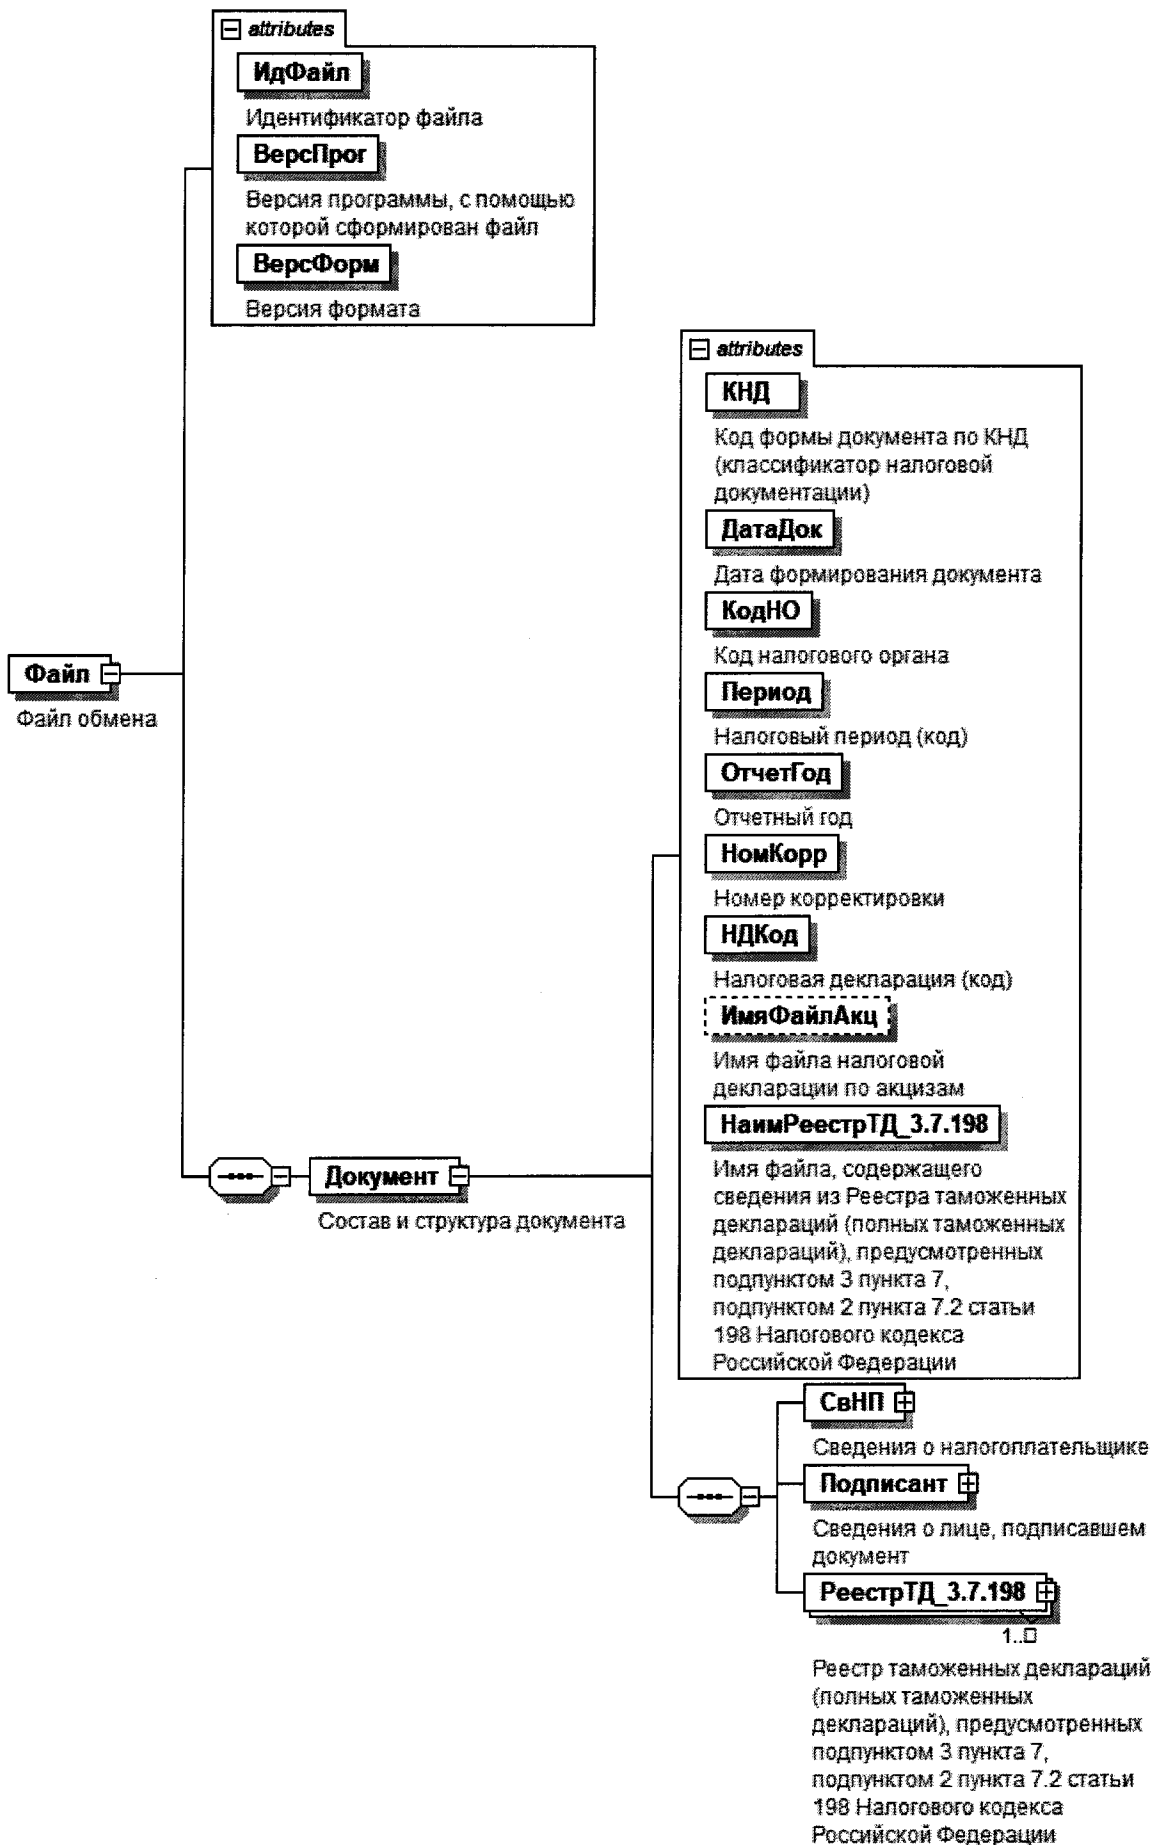 attributes
ИдФайл
Идентификатор файла
ВерсПрог
Версия программы, с помощью
которой сформирован файл
ВерсФорм
Версия формата
attributes
КНД
Код формы документа по КНД
(классификатор налоговой
документации)
ДатаДок
Дата формирования документа
КодНО
Код налогового органа
Период
Налоговый период (код)
ОтчетГод
Отчетный год
НомКорр
Номер корректировки
НДКод
Налоговая декларация (код)
ИмяФайлАкц
Имя файла налоговой
декларации по акцизам
НаимРеестрТД_3.7.198
Имя файла, содержащего
сведения из Реестра таможенных
деклараций (полных таможенных
деклараций), предусмотренных
подпунктом 3 пункта 7,
подпунктом 2 пункта 7.2 статьи
198 Налогового кодекса
Российской Федерации
Файл
Файл обмена
Документ
Состав и структура документа
СвНП
Сведения о налогоплательщике
Подписант
Сведения о лице, подписавшем
документ
РеестрТД_3.7.198
1..□
Реестр таможенных деклараций
(полных таможенных
деклараций), предусмотренных
подпунктом 3 пункта 7,
подпунктом 2 пункта 7.2 статьи
198 Налогового кодекса
Российской Федерации